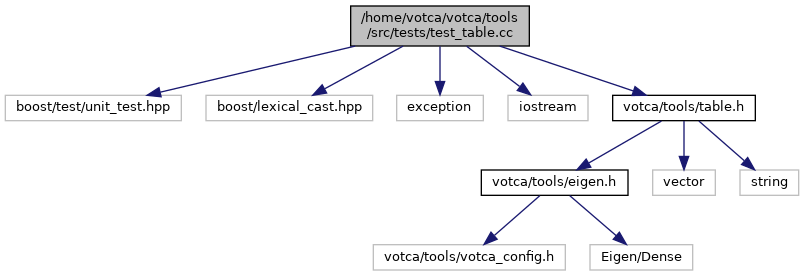 /home/votca/votca/tools
/src/tests/test_table.cc
boost/test/unit_test.hpp
boost/lexical_cast.hpp
exception
iostream
votca/tools/table.h
votca/tools/eigen.h
vector
string
votca/tools/votca_config.h
Eigen/Dense